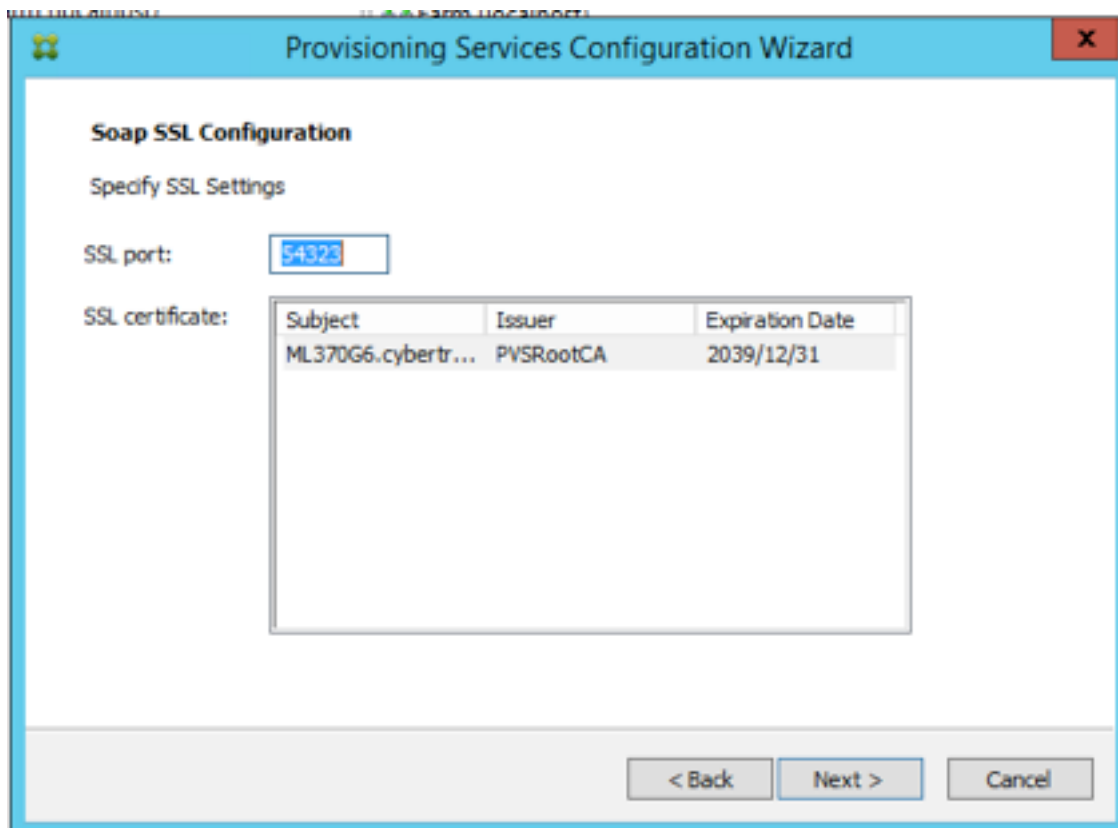 Provisioning Services Configuration Wizard
x
Soap SSL Configuration
Specify SSL Settings
SSL port: 54323
SSL certificate:
Subject Issuer Expiration Date
ML370G6.cybertr... PVSRootCA 2039/12/31
< Back Next > Cancel